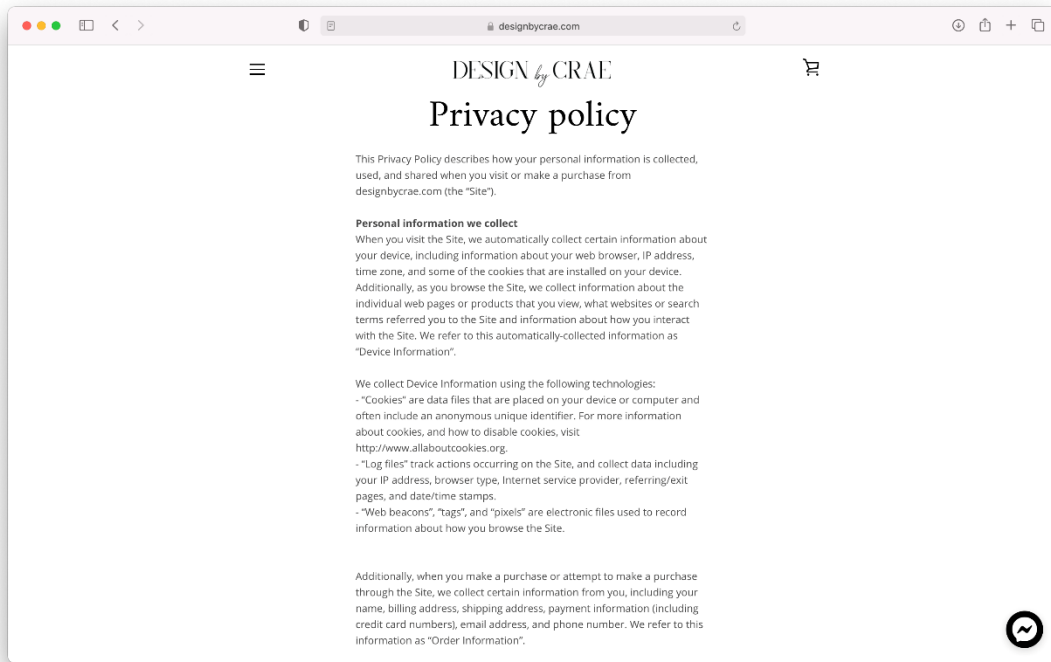 designbycrae.com
DESIGN by CRAE
Privacy policy
This Privacy Policy describes how your personal information is collected,
used, and shared when you visit or make a purchase from
designbycrae.com (the “Site”).
Personal information we collect
When you visit the Site, we automatically collect certain information about
your device, including information about your web browser, IP address,
time zone, and some of the cookies that are installed on your device.
Additionally, as you browse the Site, we collect information about the
individual web pages or products that you view, what websites or search
terms referred you to the Site and information about how you interact
with the Site. We refer to this automatically-collected information as
“Device Information”.
We collect Device Information using the following technologies:
- “Cookies” are data files that are placed on your device or computer and
often include an anonymous unique identifier. For more information
about cookies, and how to disable cookies, visit
http://www.allaboutcookies.org.
- “Log files” track actions occurring on the Site, and collect data including
your IP address, browser type, Internet service provider, referring/exit
pages, and date/time stamps.
- “Web beacons”, “tags”, and “pixels” are electronic files used to record
information about how you browse the Site.
Additionally, when you make a purchase or attempt to make a purchase
through the Site, we collect certain information from you, including your
name, billing address, shipping address, payment information (including
credit card numbers), email address, and phone number. We refer to this
information as “Order Information”.